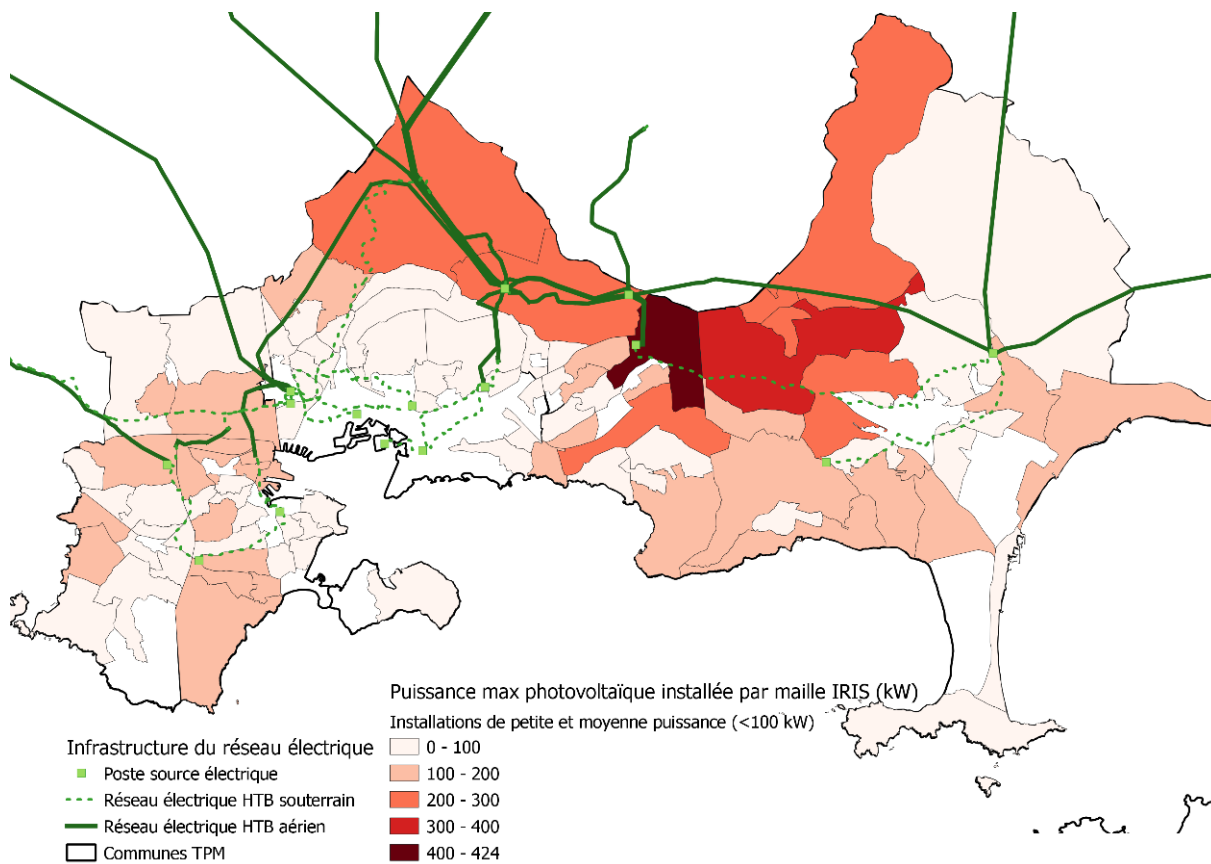 Puissance max photovoltaïque installée par maille IRIS (kW)
Installations de petite et moyenne puissance (<100 kW)
0 - 100
100 - 200
200 - 300
300 - 400
400 - 424
Infrastructure du réseau électrique
Poste source électrique
Réseau électrique HTB souterrain
Réseau électrique HTB aérien
Communes TPM